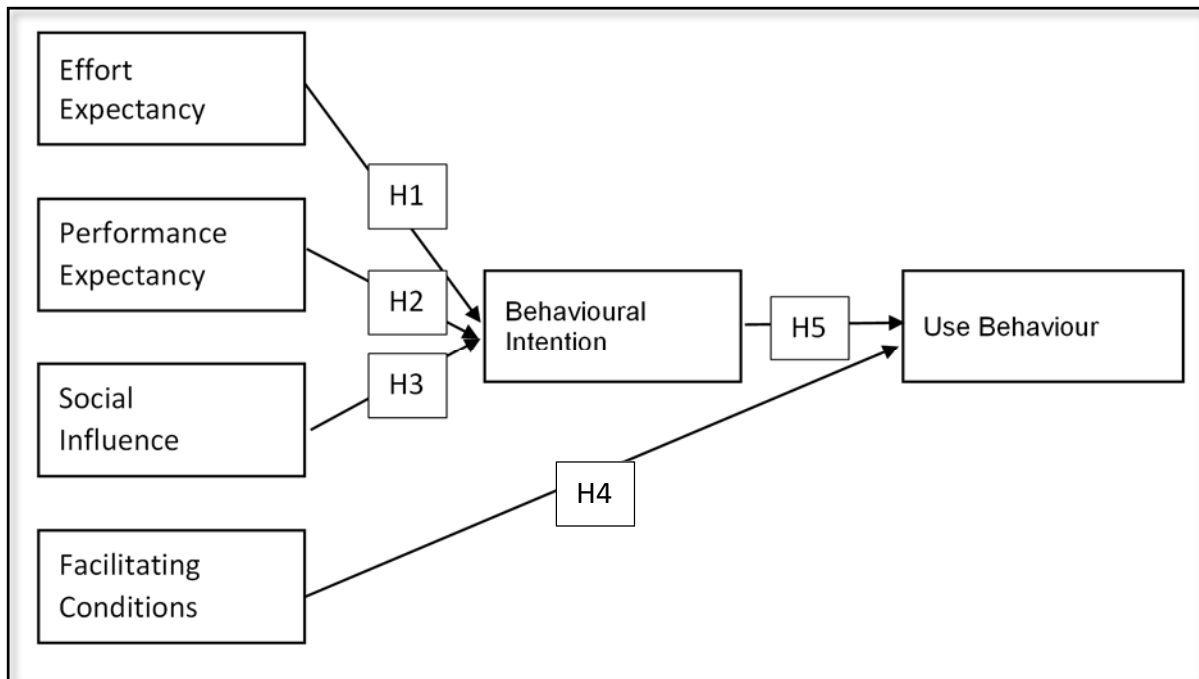 Effort
Expectancy
H1
Performance
Expectancy
H2
Behavioural
Intention
H5
Use Behaviour
H3
Social
Influence
H4
Facilitating
Conditions